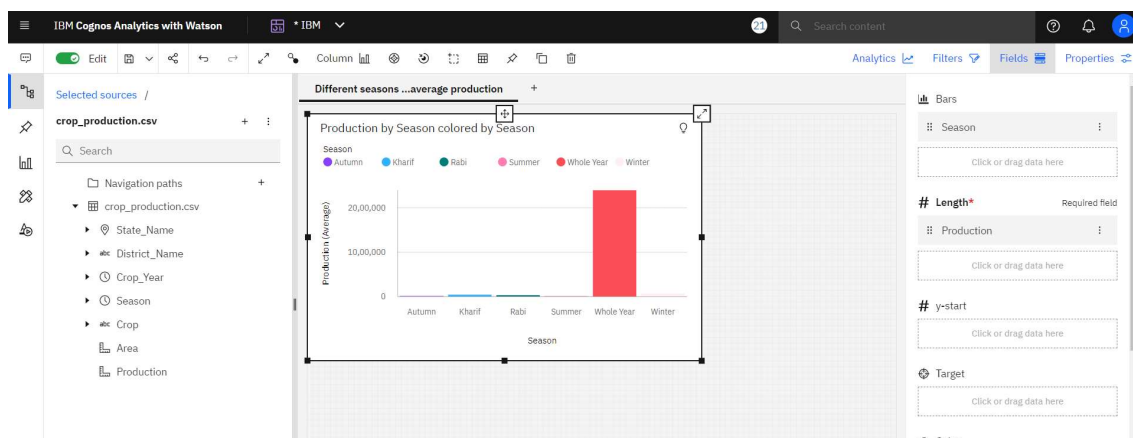 IBM Cognos Analytics with Watson
* IBM
21
Search content
Edit
Column
Analytics
Filters
Fields
Properties
Selected sources /
crop_production.csv
Search
Navigation paths
crop_production.csv
State_Name
abc District_Name
Crop_Year
Season
abc Crop
Area
Production
Different seasons ...average production
Production by Season colored by Season
Season
Autumn Kharif Rabi Summer Whole Year Winter
Production (Average)
20,00,000
10,00,000
0
Autumn Kharif Rabi Summer Whole Year Winter
Season
Bars
Season
Click or drag data here
# Length* Required field
Production
Click or drag data here
# y-start
Click or drag data here
Target
Click or drag data here